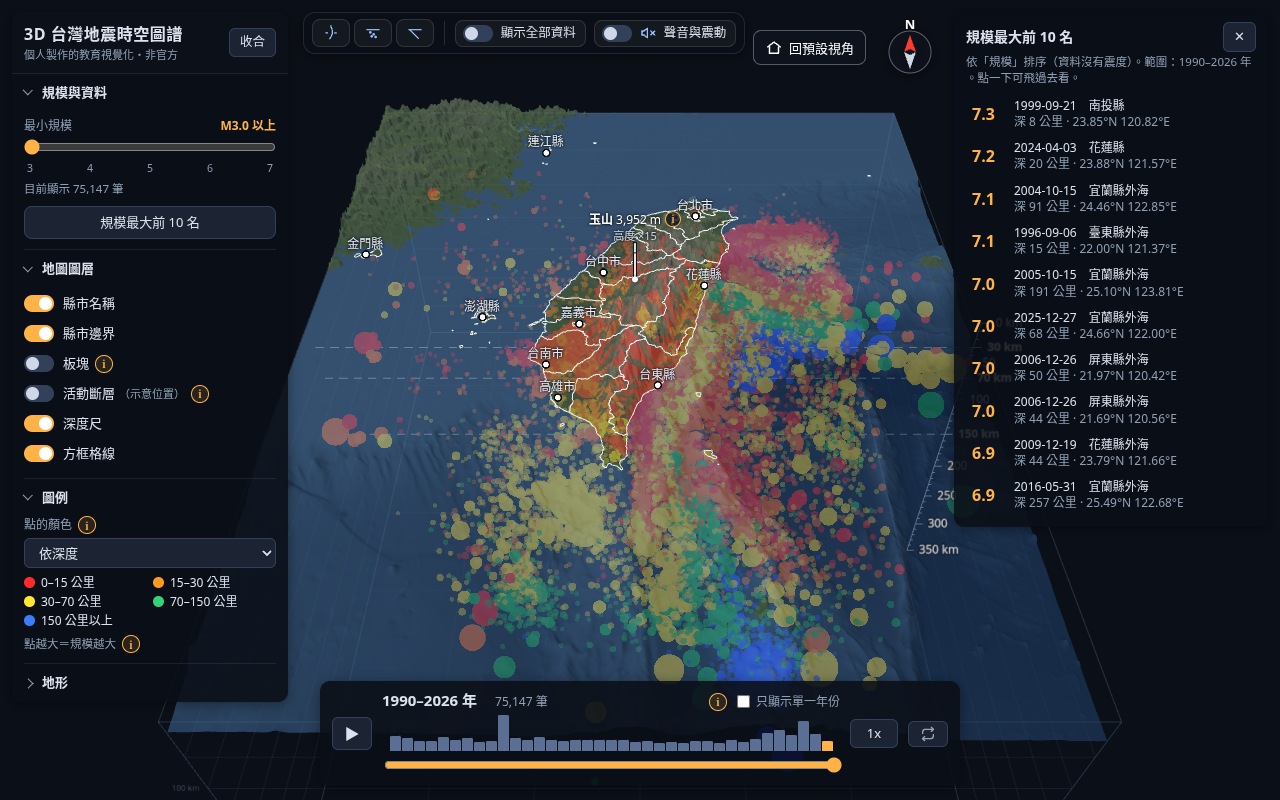 3D 台灣地震時空圖譜
個人製作的教育視覺化・非官方
收合
規模與資料
最小規模
M3.0 以上
3 4 5 6 7
目前顯示 75,147 筆
規模最大前 10 名
地圖圖層
縣市名稱
縣市邊界
板塊
活動斷層 (示意位置)
深度尺
方框格線
圖例
點的顏色
依深度
0–15 公里
15–30 公里
30–70 公里
70–150 公里
150 公里以上
點越大＝規模越大
地形
顯示全部資料
聲音與震動
回預設視角
N
連江縣
台北市
玉山 3,952 m
金門縣
台中市
花蓮縣
澎湖縣
嘉義市
台南市
台東縣
高雄市
30 km
70 km
100
150 km
200
250
300
350 km
100 km
規模最大前 10 名
依「規模」排序（資料沒有震度）。範圍：1990–2026 年
。點一下可飛過去看。
7.3 1999-09-21 南投縣
深 8 公里 · 23.85°N 120.82°E
7.2 2024-04-03 花蓮縣
深 20 公里 · 23.88°N 121.57°E
7.1 2004-10-15 宜蘭縣外海
深 91 公里 · 24.46°N 122.85°E
7.1 1996-09-06 臺東縣外海
深 15 公里 · 22.00°N 121.37°E
7.0 2005-10-15 宜蘭縣外海
深 191 公里 · 25.10°N 123.81°E
7.0 2025-12-27 宜蘭縣外海
深 68 公里 · 24.66°N 122.00°E
7.0 2006-12-26 屏東縣外海
深 50 公里 · 21.97°N 120.42°E
7.0 2006-12-26 屏東縣外海
深 44 公里 · 21.69°N 120.56°E
6.9 2009-12-19 花蓮縣外海
深 44 公里 · 23.79°N 121.66°E
6.9 2016-05-31 宜蘭縣外海
深 257 公里 · 25.49°N 122.68°E
1990–2026 年
75,147 筆
只顯示單一年份
1x